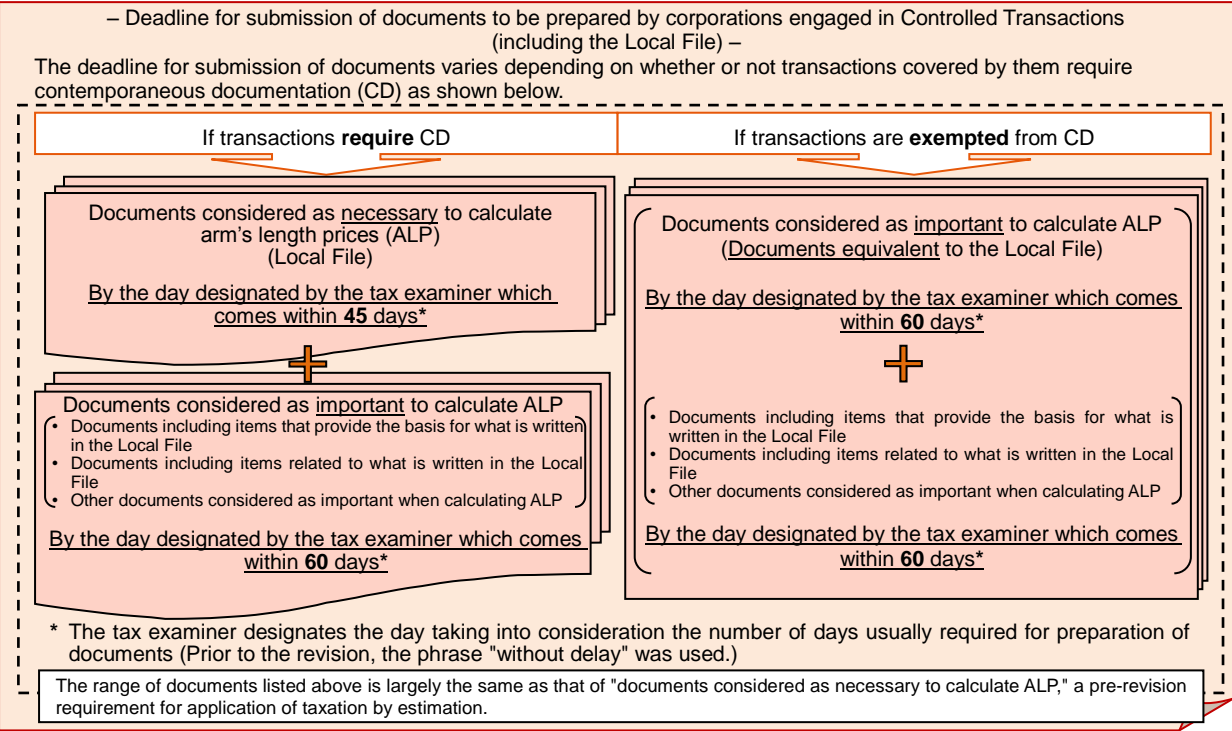 – Deadline for submission of documents to be prepared by corporations engaged in Controlled Transactions
(including the Local File) –
The deadline for submission of documents varies depending on whether or not transactions covered by them require
contemporaneous documentation (CD) as shown below.
If transactions require CD
Documents considered as necessary to calculate
arm's length prices (ALP)
(Local File)
By the day designated by the tax examiner which
comes within 45 days*
Documents considered as important to calculate ALP
• Documents including items that provide the basis for what is written
in the Local File
• Documents including items related to what is written in the Local
File
• Other documents considered as important when calculating ALP
By the day designated by the tax examiner which comes
within 60 days*
If transactions are exempted from CD
Documents considered as important to calculate ALP
(Documents equivalent to the Local File)
By the day designated by the tax examiner which comes
within 60 days*
• Documents including items that provide the basis for what is
written in the Local File
• Documents including items related to what is written in the Local
File
• Other documents considered as important when calculating ALP
By the day designated by the tax examiner which comes
within 60 days*
* The tax examiner designates the day taking into consideration the number of days usually required for preparation of
documents (Prior to the revision, the phrase "without delay" was used.)
The range of documents listed above is largely the same as that of "documents considered as necessary to calculate ALP," a pre-revision
requirement for application of taxation by estimation.